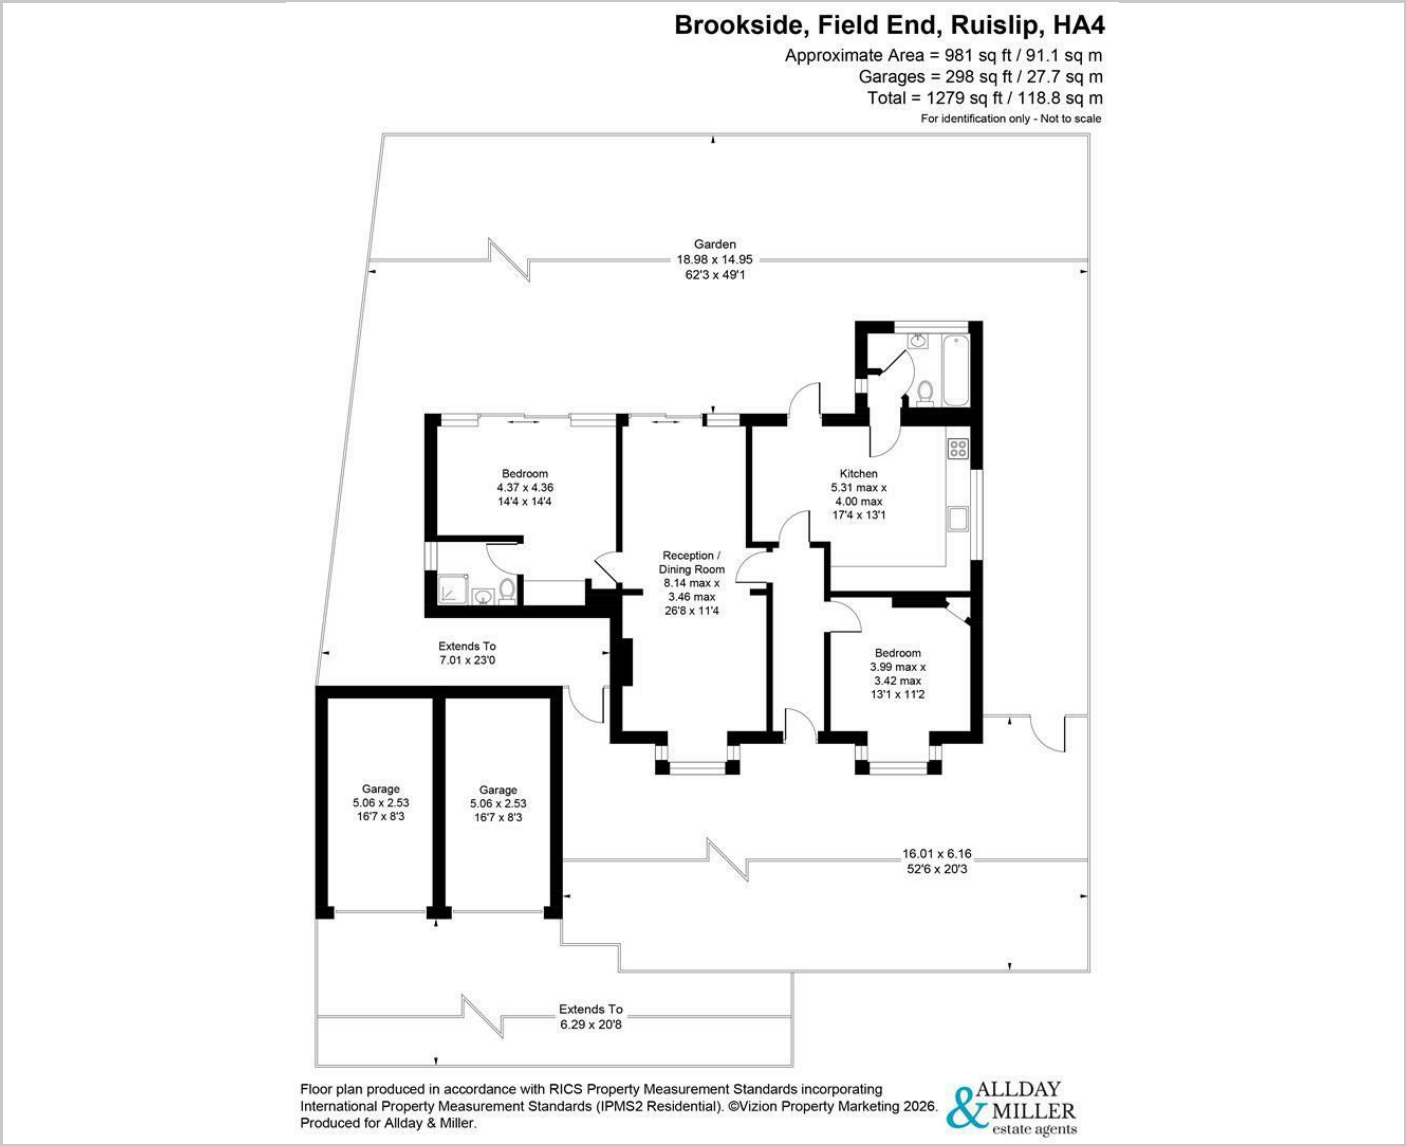 Brookside, Field End, Ruislip, HA4
Approximate Area = 981 sq ft / 91.1 sq m
Garages = 298 sq ft / 27.7 sq m
Total = 1279 sq ft / 118.8 sq m
For identification only - Not to scale
Garden
18.98 x 14.95
62'3 x 49'1
Bedroom
4.37 x 4.36
14'4 x 14'4
Kitchen
5.31 max x
4.00 max
17'4 x 13'1
Reception /
Dining Room
8.14 max x
3.46 max
26'8 x 11'4
Extends To
7.01 x 23'0
Bedroom
3.99 max x
3.42 max
13'1 x 11'2
Garage
5.06 x 2.53
16'7 x 8'3
Garage
5.06 x 2.53
16'7 x 8'3
16.01 x 6.16
52'6 x 20'3
Extends To
6.29 x 20'8
Floor plan produced in accordance with RICS Property Measurement Standards incorporating
International Property Measurement Standards (IPMS2 Residential). ©Vizion Property Marketing 2026.
Produced for Allday & Miller.
ALLDAY
& MILLER
estate agents